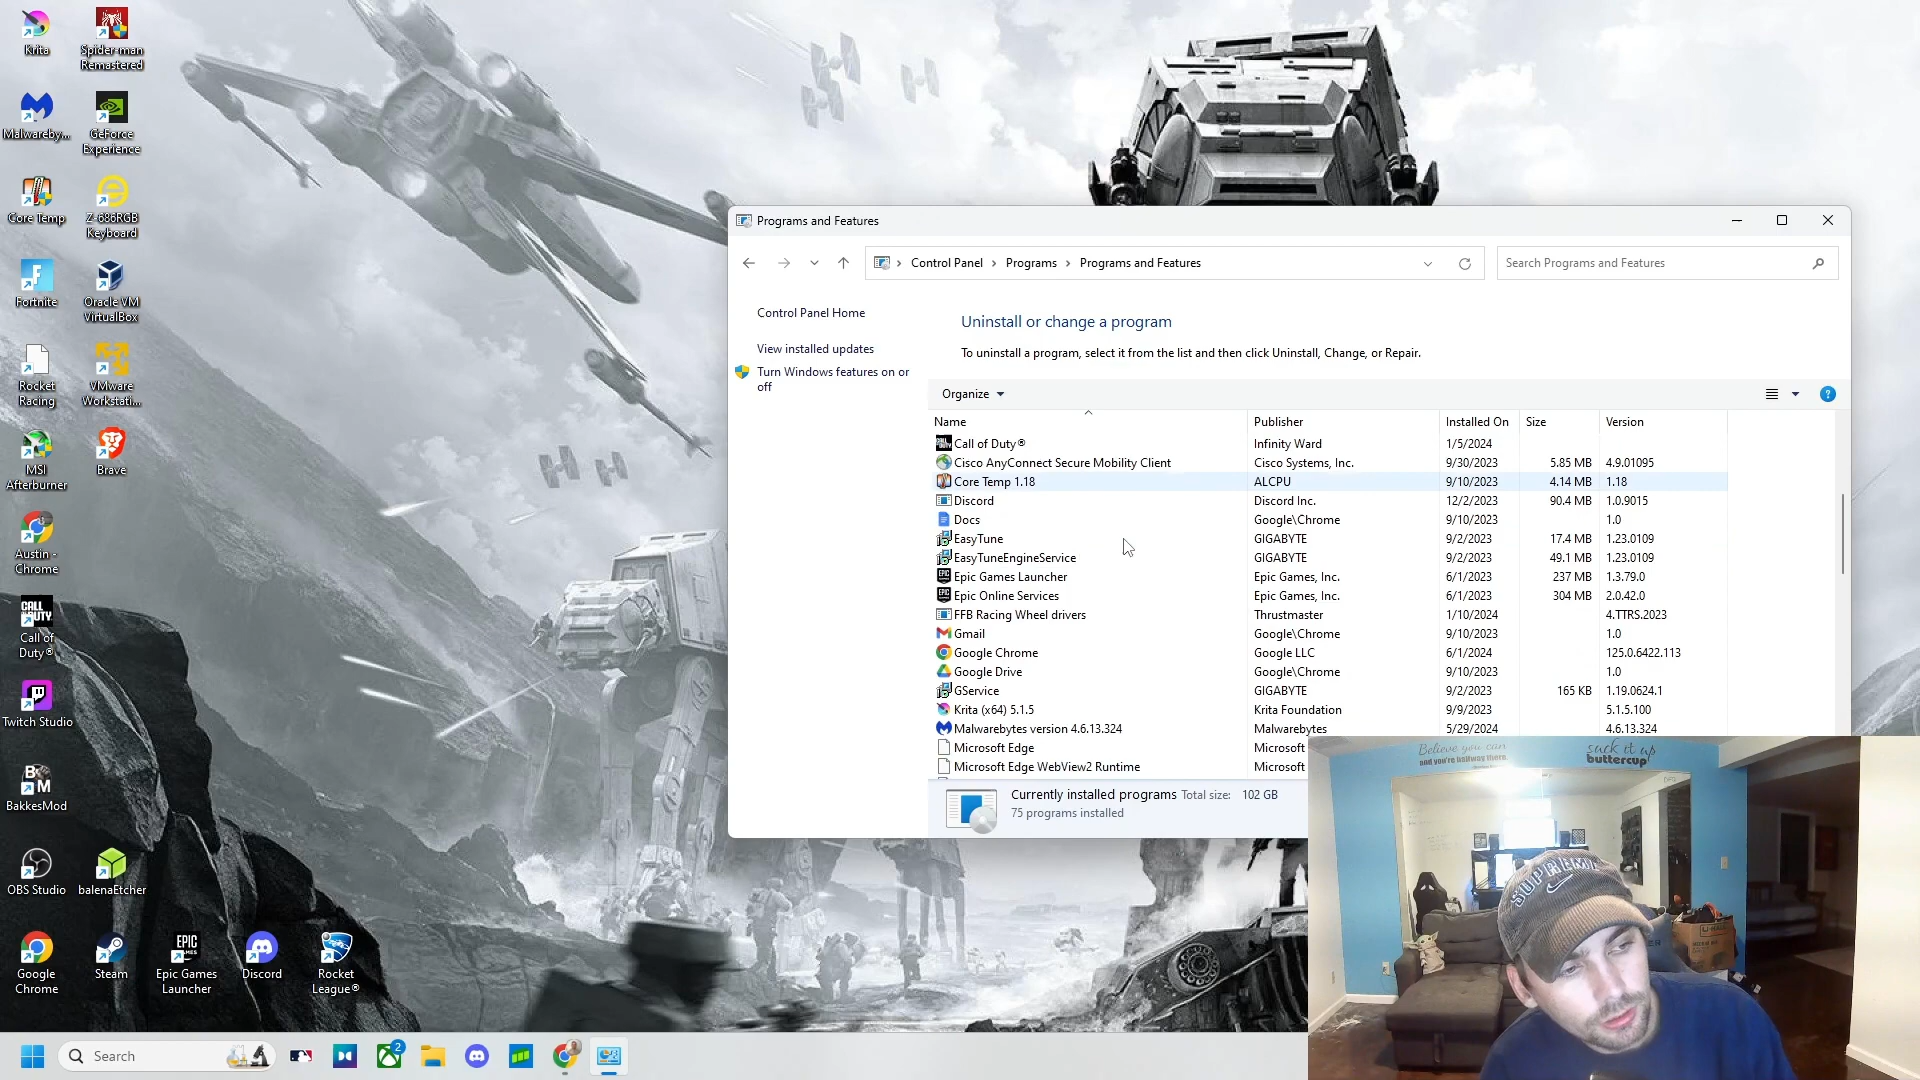 Krita
Spider-man
Remastered
Malwareby...
GeForce
Experience
Core Temp
Z-686RGB
Keyboard
Fortnite
Oracle VM
VirtualBox
Rocket
Racing
VMware
Workstati...
MSI
Afterburner
Brave
Austin -
Chrome
CALL OF
DUTY
Call of
Duty®
Twitch Studio
BakkesMod
OBS Studio
balenaEtcher
Google
Chrome
Steam
Epic Games
Launcher
Discord
Rocket
League®
Programs and Features
Control Panel > Programs > Programs and Features
Search Programs and Features
Control Panel Home
View installed updates
Turn Windows features on or
off
Uninstall or change a program
To uninstall a program, select it from the list and then click Uninstall, Change, or Repair.
Organize
Name Publisher Installed On Size Version
Call of Duty® Infinity Ward 1/5/2024
Cisco AnyConnect Secure Mobility Client Cisco Systems, Inc. 9/30/2023 5.85 MB 4.9.01095
Core Temp 1.18 ALCPU 9/10/2023 4.14 MB 1.18
Discord Discord Inc. 12/2/2023 90.4 MB 1.0.9015
Docs Google\Chrome 9/10/2023 1.0
EasyTune GIGABYTE 9/2/2023 17.4 MB 1.23.0109
EasyTuneEngineService GIGABYTE 9/2/2023 49.1 MB 1.23.0109
Epic Games Launcher Epic Games, Inc. 6/1/2023 237 MB 1.3.79.0
Epic Online Services Epic Games, Inc. 6/1/2023 304 MB 2.0.42.0
FFB Racing Wheel drivers Thrustmaster 1/10/2024 4.TTRS.2023
Gmail Google\Chrome 9/10/2023 1.0
Google Chrome Google LLC 6/1/2024 125.0.6422.113
Google Drive Google\Chrome 9/10/2023 1.0
GService GIGABYTE 9/2/2023 165 KB 1.19.0624.1
Krita (x64) 5.1.5 Krita Foundation 9/9/2023 5.1.5.100
Malwarebytes version 4.6.13.324 Malwarebytes 5/29/2024 4.6.13.324
Microsoft Edge Microsoft
Microsoft Edge WebView2 Runtime Microsoft
Currently installed programs Total size: 102 GB
75 programs installed
Believe you can
and you're halfway there.
suck it up
buttercup
SUPREME
Search
2